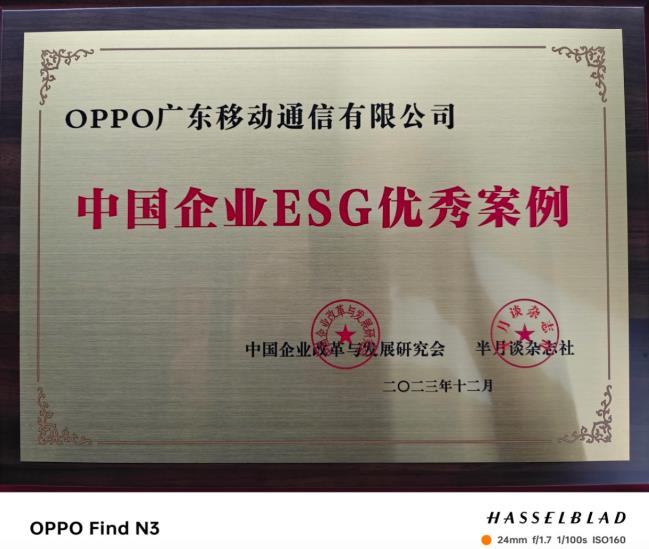 OPPO广东移动通信有限公司
中国企业ESG优秀案例
中国企业改革与发展研究会 半月谈杂志社
二〇二三年十二月
OPPO Find N3
HASSELBLAD
24mm f/1.7 1/100s ISO160